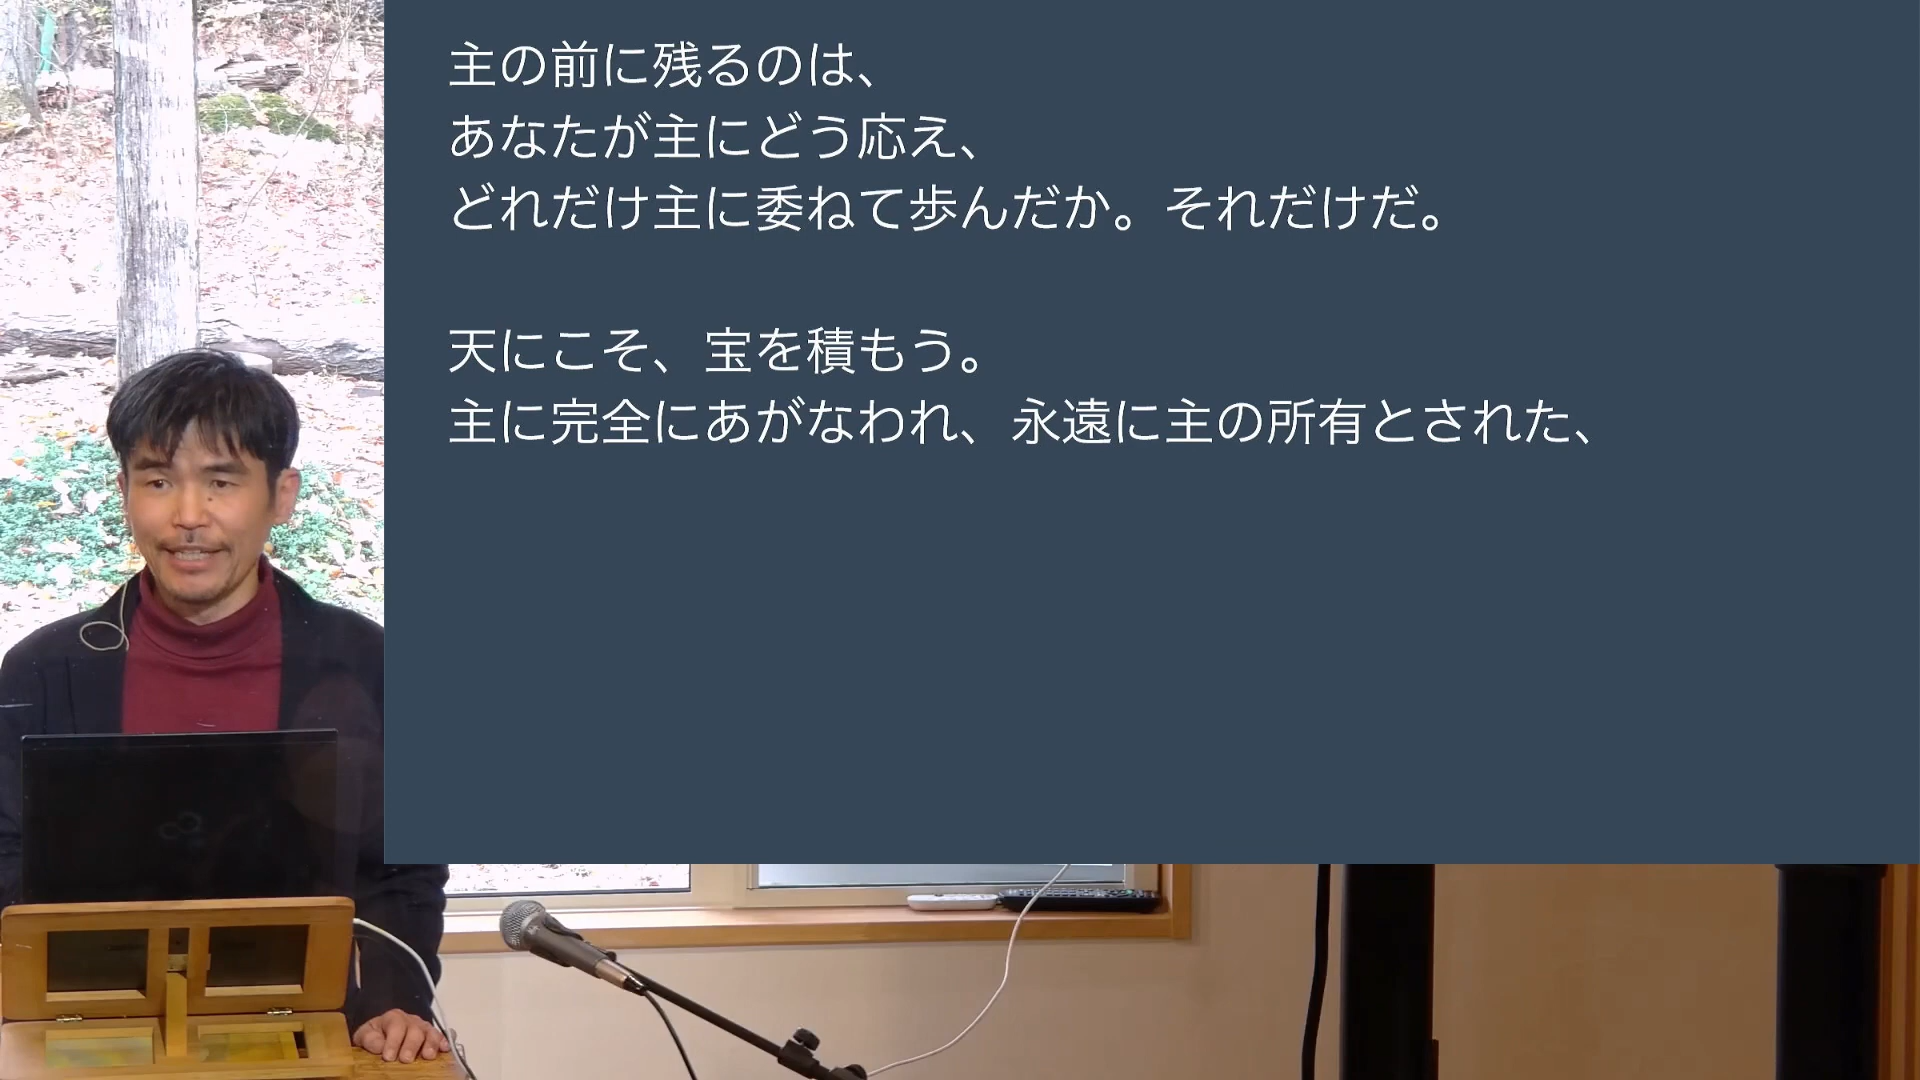 主の前に残るのは、
あなたが主にどう応え、
どれだけ主に委ねて歩んだか。それだけだ。
天にこそ、宝を積もう。
主に完全にあがなわれ、永遠に主の所有とされた、